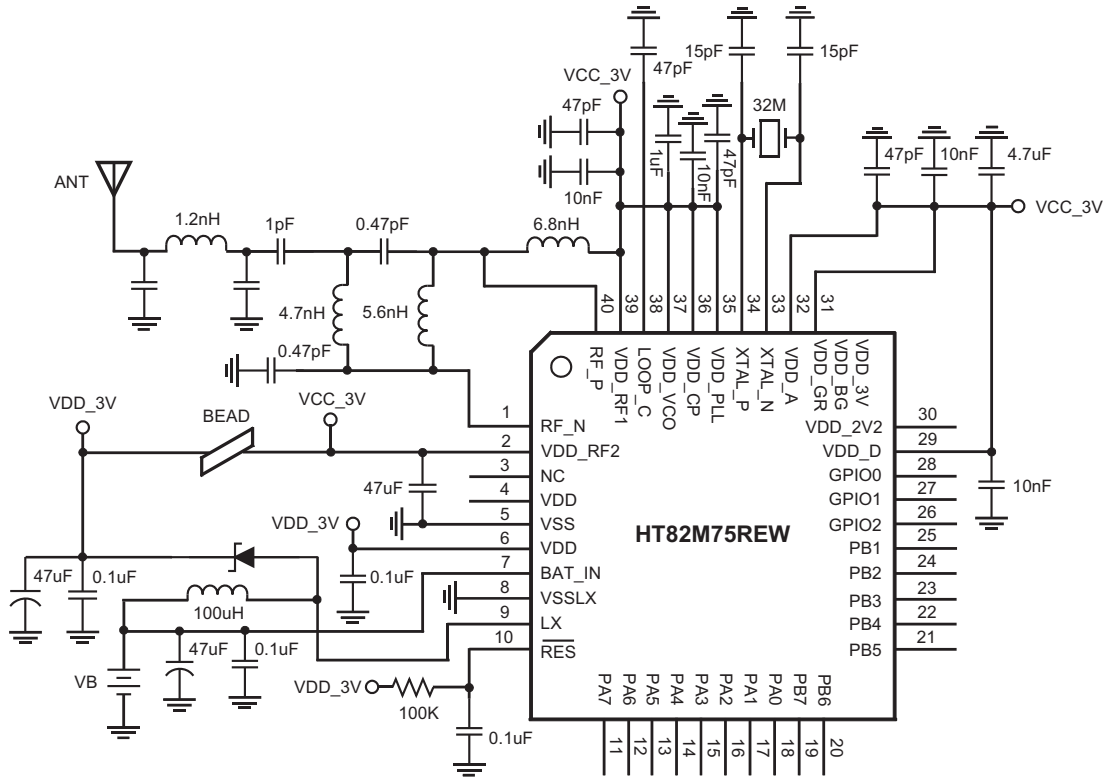 15pF
15pF
47pF
VCC_3V
47pF
32M
1uF
10nF
47pF
47pF
10nF
4.7uF
10nF
ANT
VCC_3V
1.2nH
1pF
0.47pF
6.8nH
4.7nH
5.6nH
0.47pF
40
39
38
37
36
35
34
33
32
31
RF_P
VDD_RF1
LOOP_C
VDD_VCO
VDD_CP
VDD_PLL
XTAL_P
XTAL_N
VDD_A
VDD_GR
VDD_BG
VDD_3V
VDD_3V
BEAD
VCC_3V
1
RF_N
2
VDD_RF2
3
NC
4
VDD
5
VSS
6
VDD
7
BAT_IN
8
VSSLX
9
LX
10
RES
VDD_2V2
30
VDD_D
29
GPIO0
28
GPIO1
27
GPIO2
26
PB1
25
PB2
24
PB3
23
PB4
22
PB5
21
10nF
HT82M75REW
47uF
VDD_3V
0.1uF
47uF
0.1uF
100uH
47uF
0.1uF
VB
VDD_3V
100K
0.1uF
PA7
PA6
PA5
PA4
PA3
PA2
PA1
PA0
PB7
PB6
11
12
13
14
15
16
17
18
19
20